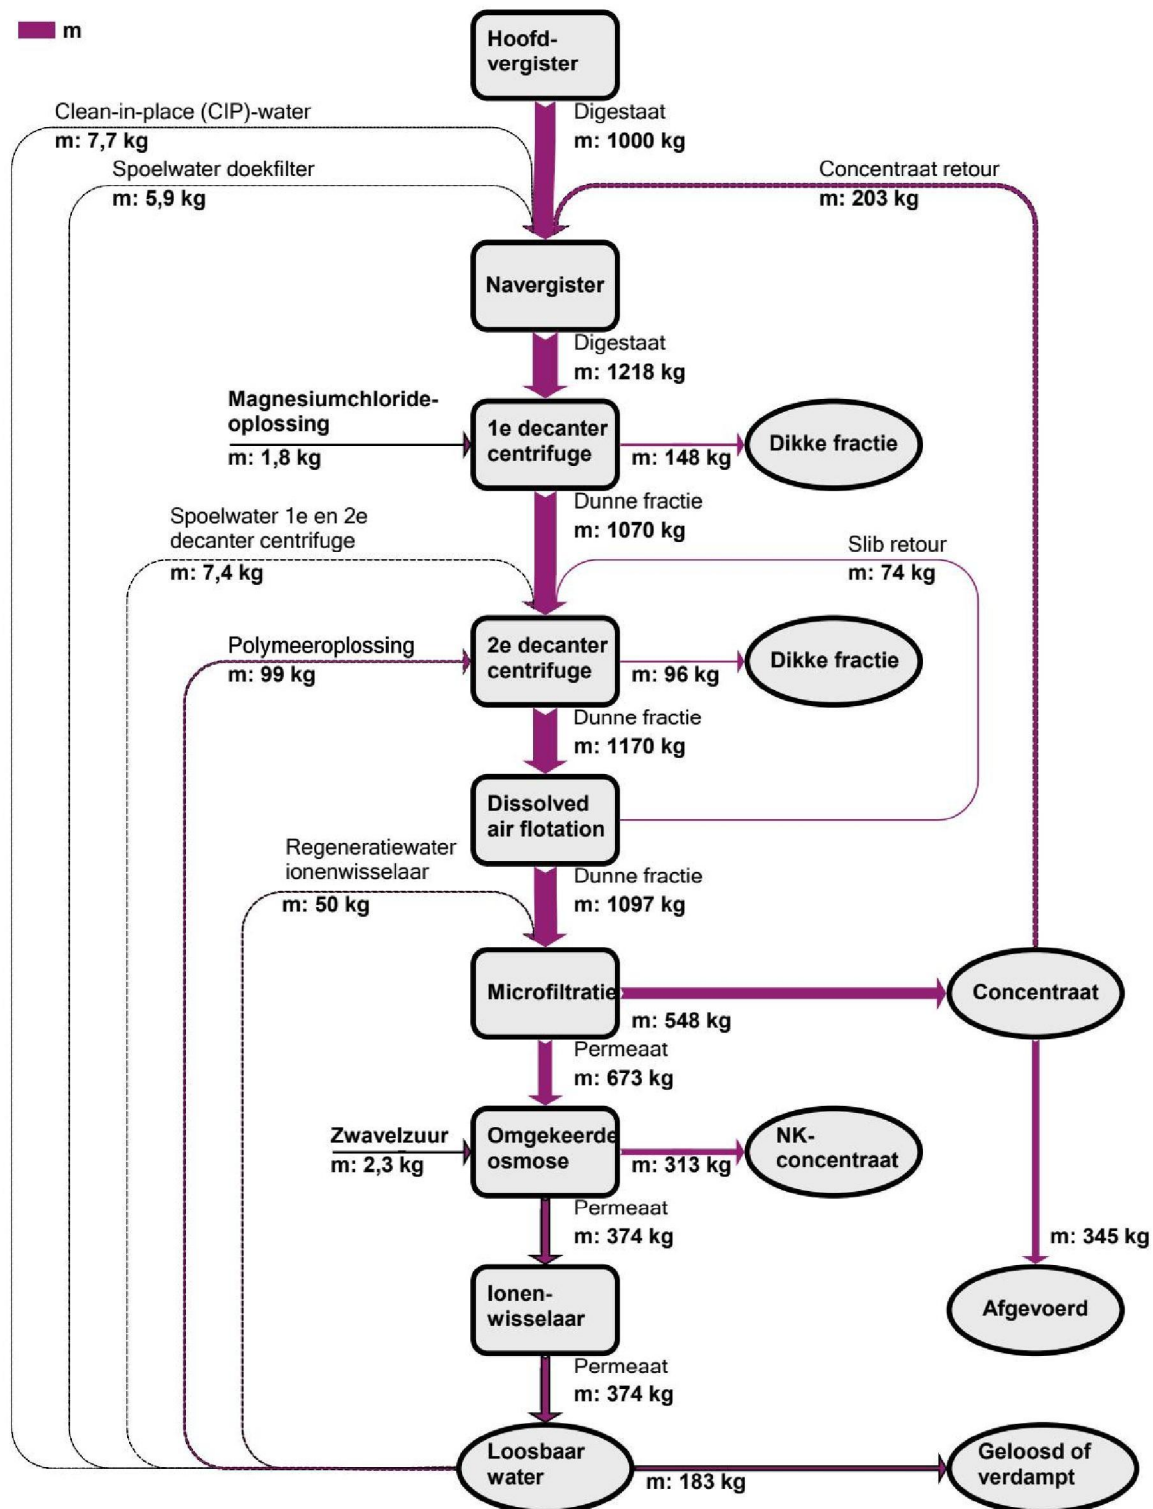 m
Hoofd-
vergister
Clean-in-place (CIP)-water
m: 7,7 kg
Digestaat
m: 1000 kg
Spoelwater doekfilter
m: 5,9 kg
Concentraat retour
m: 203 kg
Navergister
Digestaat
m: 1218 kg
Magnesiumchloride-
oplossing
m: 1,8 kg
1e decanter
centrifuge
m: 148 kg
Dikke fractie
Dunne fractie
m: 1070 kg
Spoelwater 1e en 2e
decanter centrifuge
m: 7,4 kg
Slib retour
m: 74 kg
Polymeeroplossing
m: 99 kg
2e decanter
centrifuge
m: 96 kg
Dikke fractie
Dunne fractie
m: 1170 kg
Dissolved
air flotation
Regeneratiewater
ionenwisselaar
m: 50 kg
Dunne fractie
m: 1097 kg
Microfiltratie
m: 548 kg
Concentraat
Permeaat
m: 673 kg
Zwavelzuur
m: 2,3 kg
Omgekeerde
osmose
m: 313 kg
NK-
concentraat
Permeaat
m: 374 kg
m: 345 kg
Ionen-
wisselaar
Afgevoerd
Permeaat
m: 374 kg
Loosbaar
water
m: 183 kg
Geloosd of
verdampt